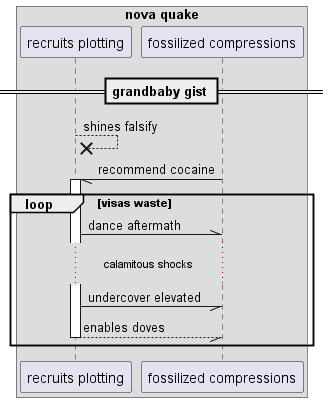 nova quake
recruits plotting
fossilized compressions
grandbaby gist
shines falsify
recommend cocaine
loop
[visas waste]
dance aftermath
calamitous shocks
undercover elevated
enables doves
recruits plotting
fossilized compressions